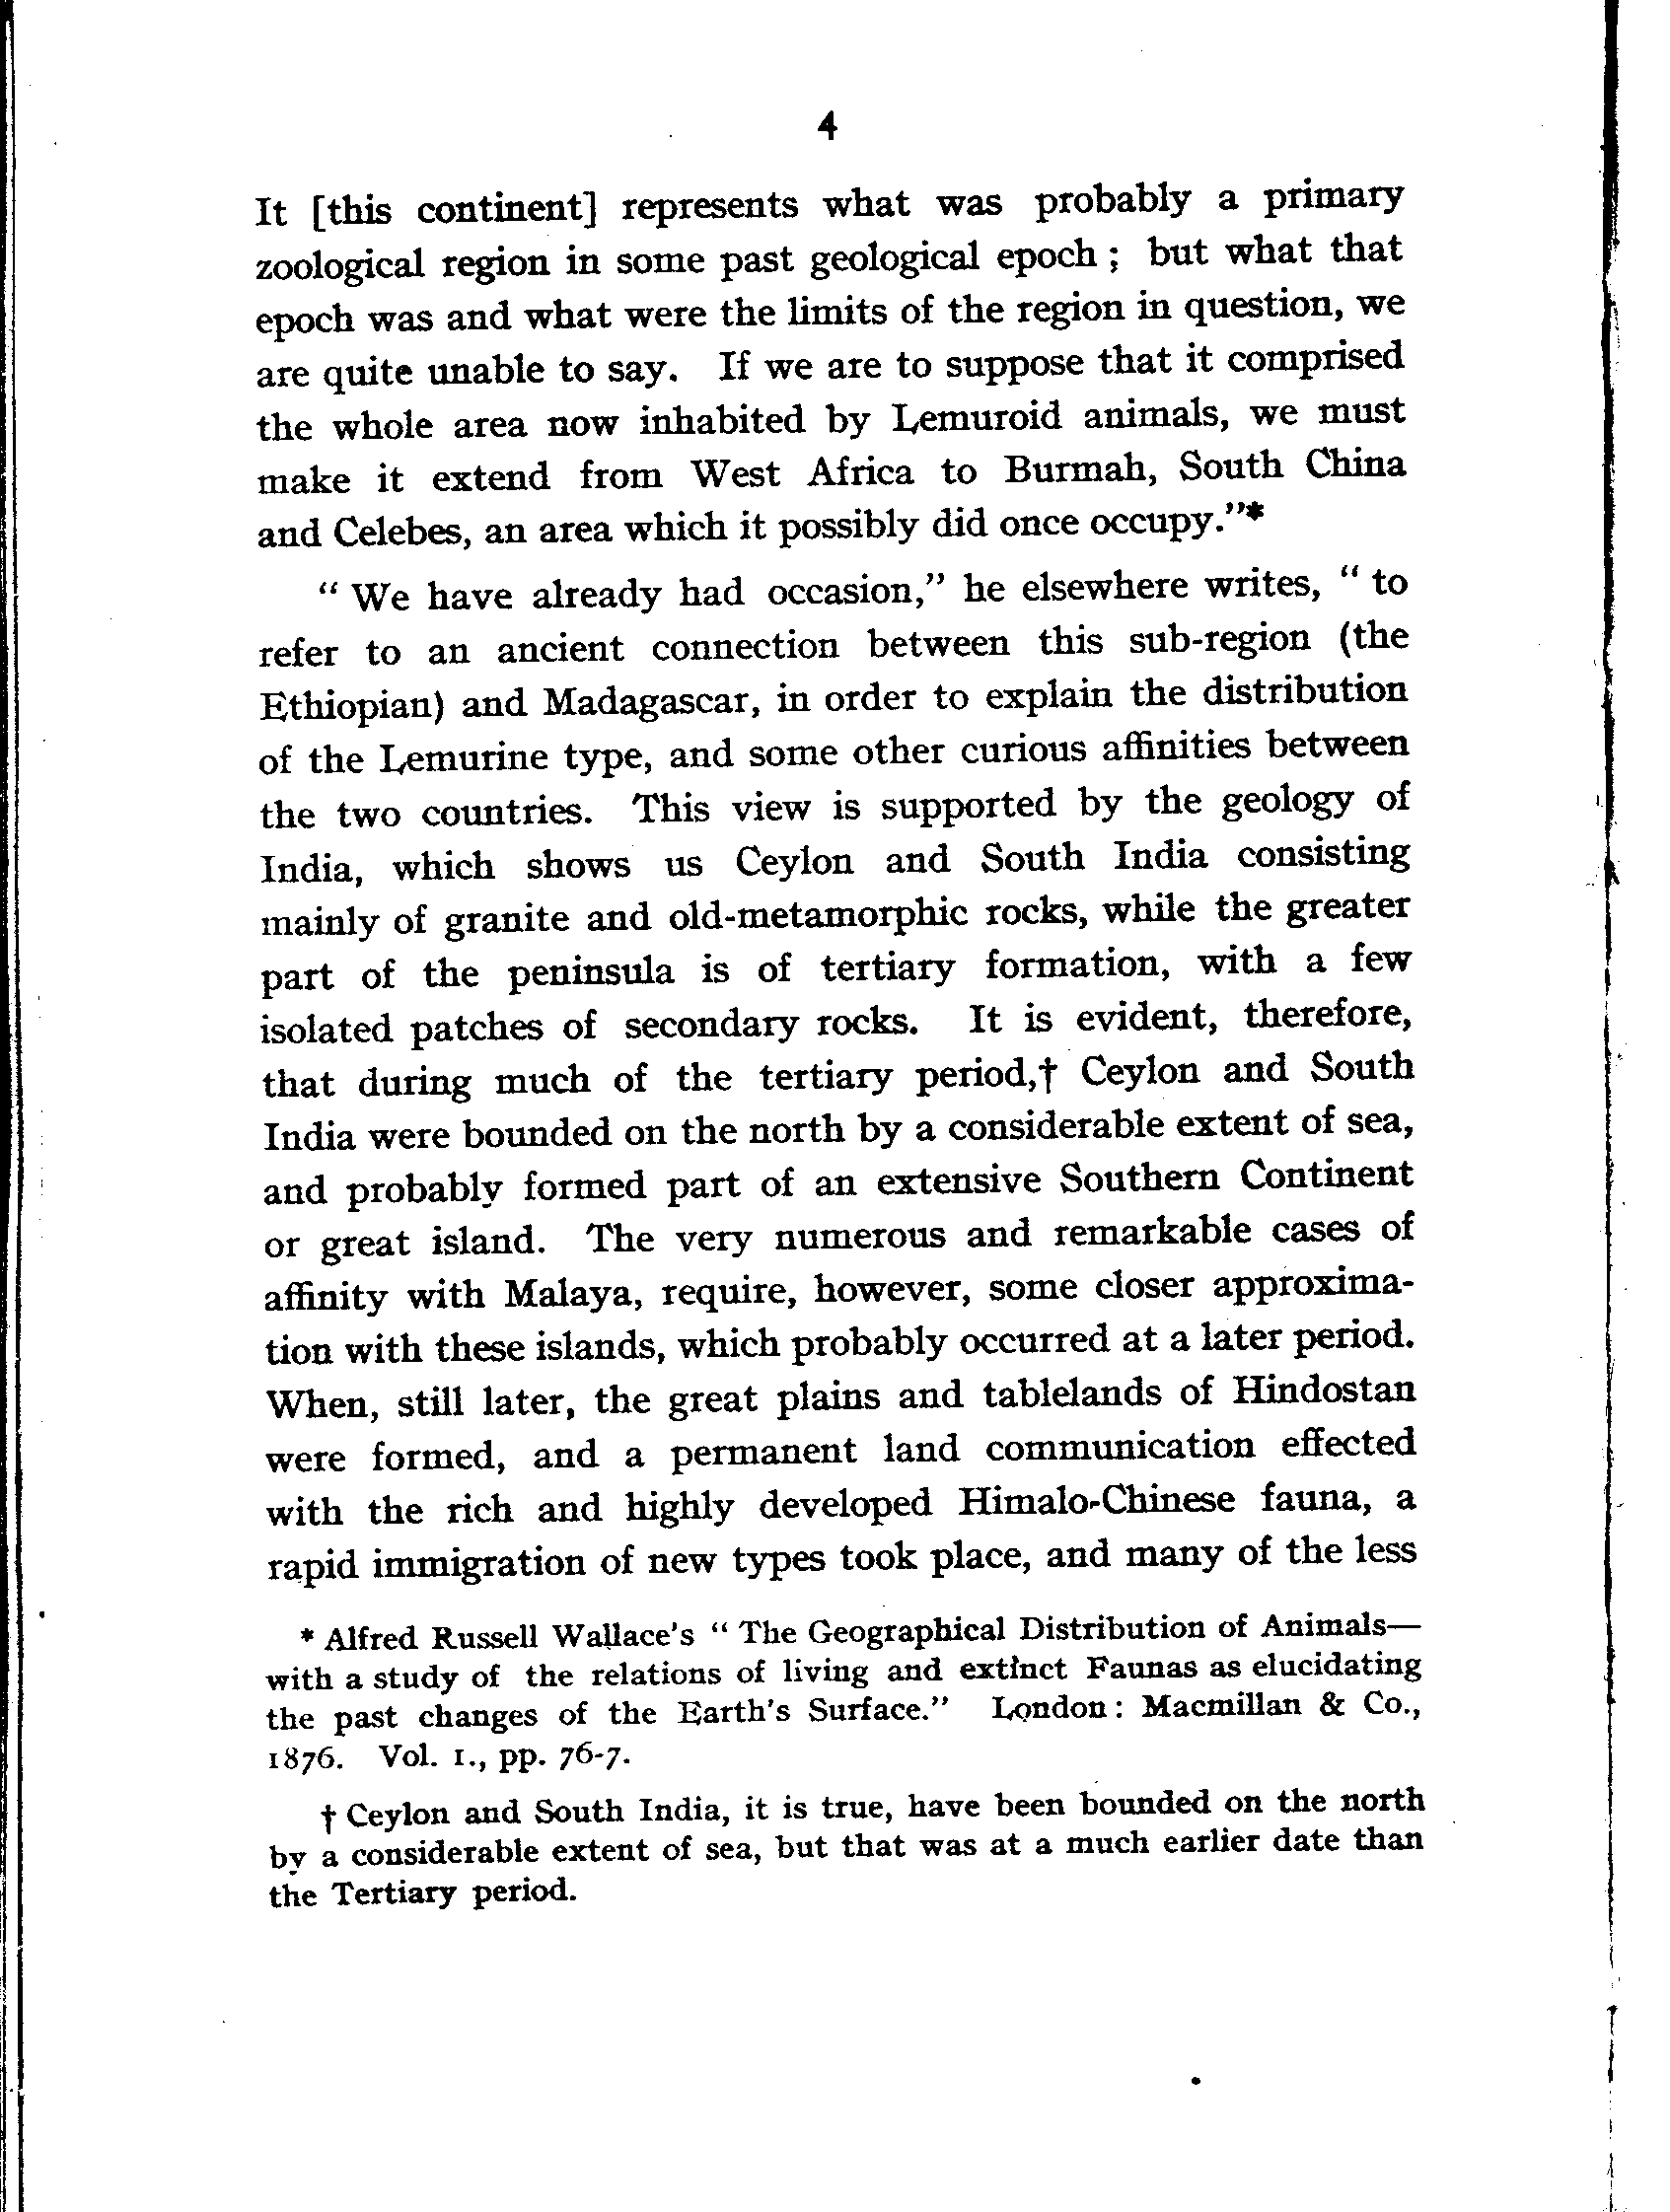 4
It [this continent] represents what was probably a primary
zoological region in some past geological epoch ; but what that
epoch was and what were the limits of the region in question, we
are quite unable to say. If we are to suppose that it comprised
the whole area now inhabited by Lemuroid animals, we must
make it extend from West Africa to Burmah, South China
and Celebes, an area which it possibly did once occupy."*
" We have already had occasion," he elsewhere writes, " to
refer to an ancient connection between this sub-region (the
Ethiopian) and Madagascar, in order to explain the distribution
of the Lemurine type, and some other curious affinities between
the two countries. This view is supported by the geology of
India, which shows us Ceylon and South India consisting
mainly of granite and old-metamorphic rocks, while the greater
part of the peninsula is of tertiary formation, with a few
isolated patches of secondary rocks. It is evident, therefore,
that during much of the tertiary period,† Ceylon and South
India were bounded on the north by a considerable extent of sea,
and probably formed part of an extensive Southern Continent
or great island. The very numerous and remarkable cases of
affinity with Malaya, require, however, some closer approxima-
tion with these islands, which probably occurred at a later period.
When, still later, the great plains and tablelands of Hindostan
were formed, and a permanent land communication effected
with the rich and highly developed Himalo-Chinese fauna, a
rapid immigration of new types took place, and many of the less
* Alfred Russell Wallace's " The Geographical Distribution of Animals—
with a study of the relations of living and extinct Faunas as elucidating
the past changes of the Earth's Surface." London : Macmillan & Co.,
1876. Vol. I., pp. 76-7.
† Ceylon and South India, it is true, have been bounded on the north
by a considerable extent of sea, but that was at a much earlier date than
the Tertiary period.